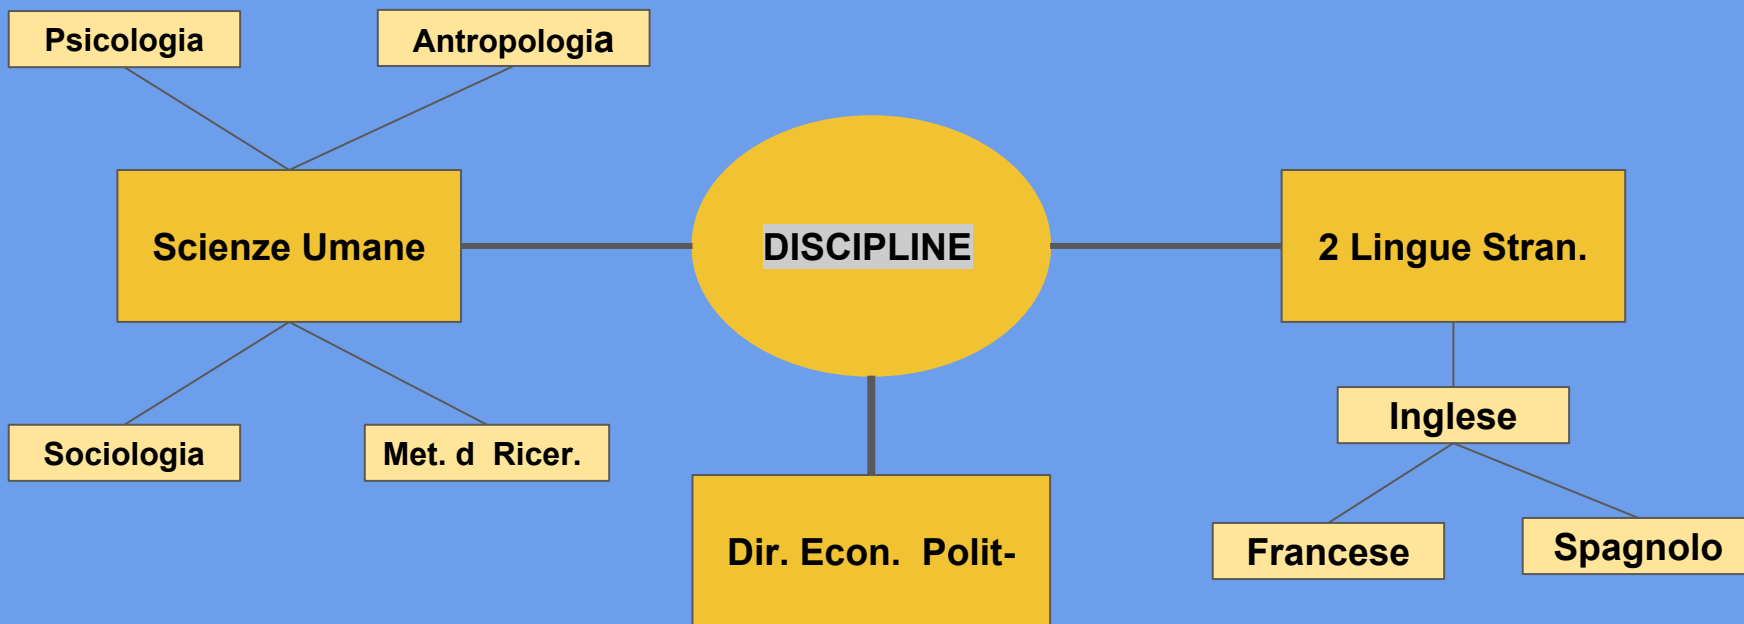 Psicologia
Antropologia
Scienze Umane
DISCIPLINE
2 Lingue Stran.
Inglese
Sociologia
Met. d  Ricer.
Dir. Econ.  Polit-
Francese
Spagnolo